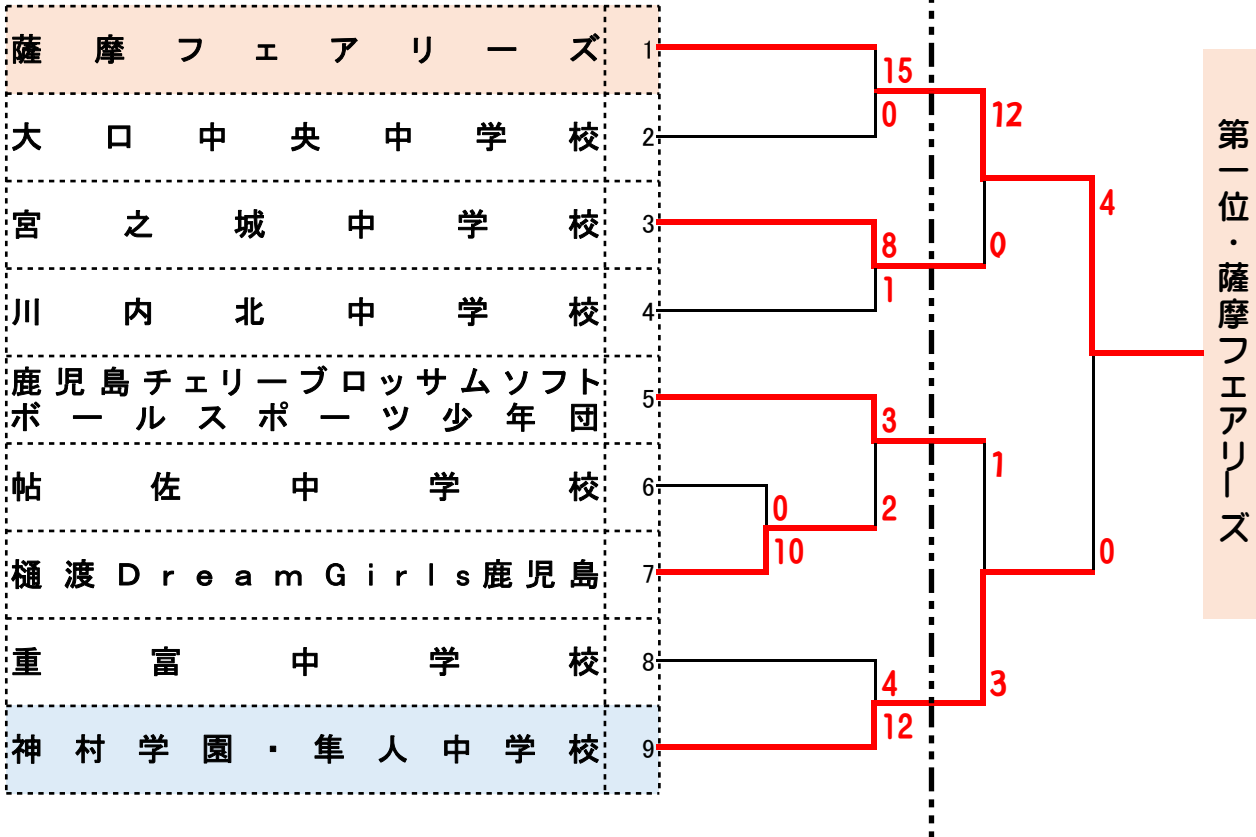 薩摩フェアリーズ 1
大口中央中学校 2
宮之城中学校 3
川内北中学校 4
鹿児島チェリーブロッサムソフト
ボールスポーツ少年団 5
帖佐中学校 6
樋渡DreamGirls鹿児島 7
重富中学校 8
神村学園・隼人中学校 9
15
0
8
1
0
10
3
2
4
12
12
0
1
3
4
0
第一位・薩摩フェアリーズ